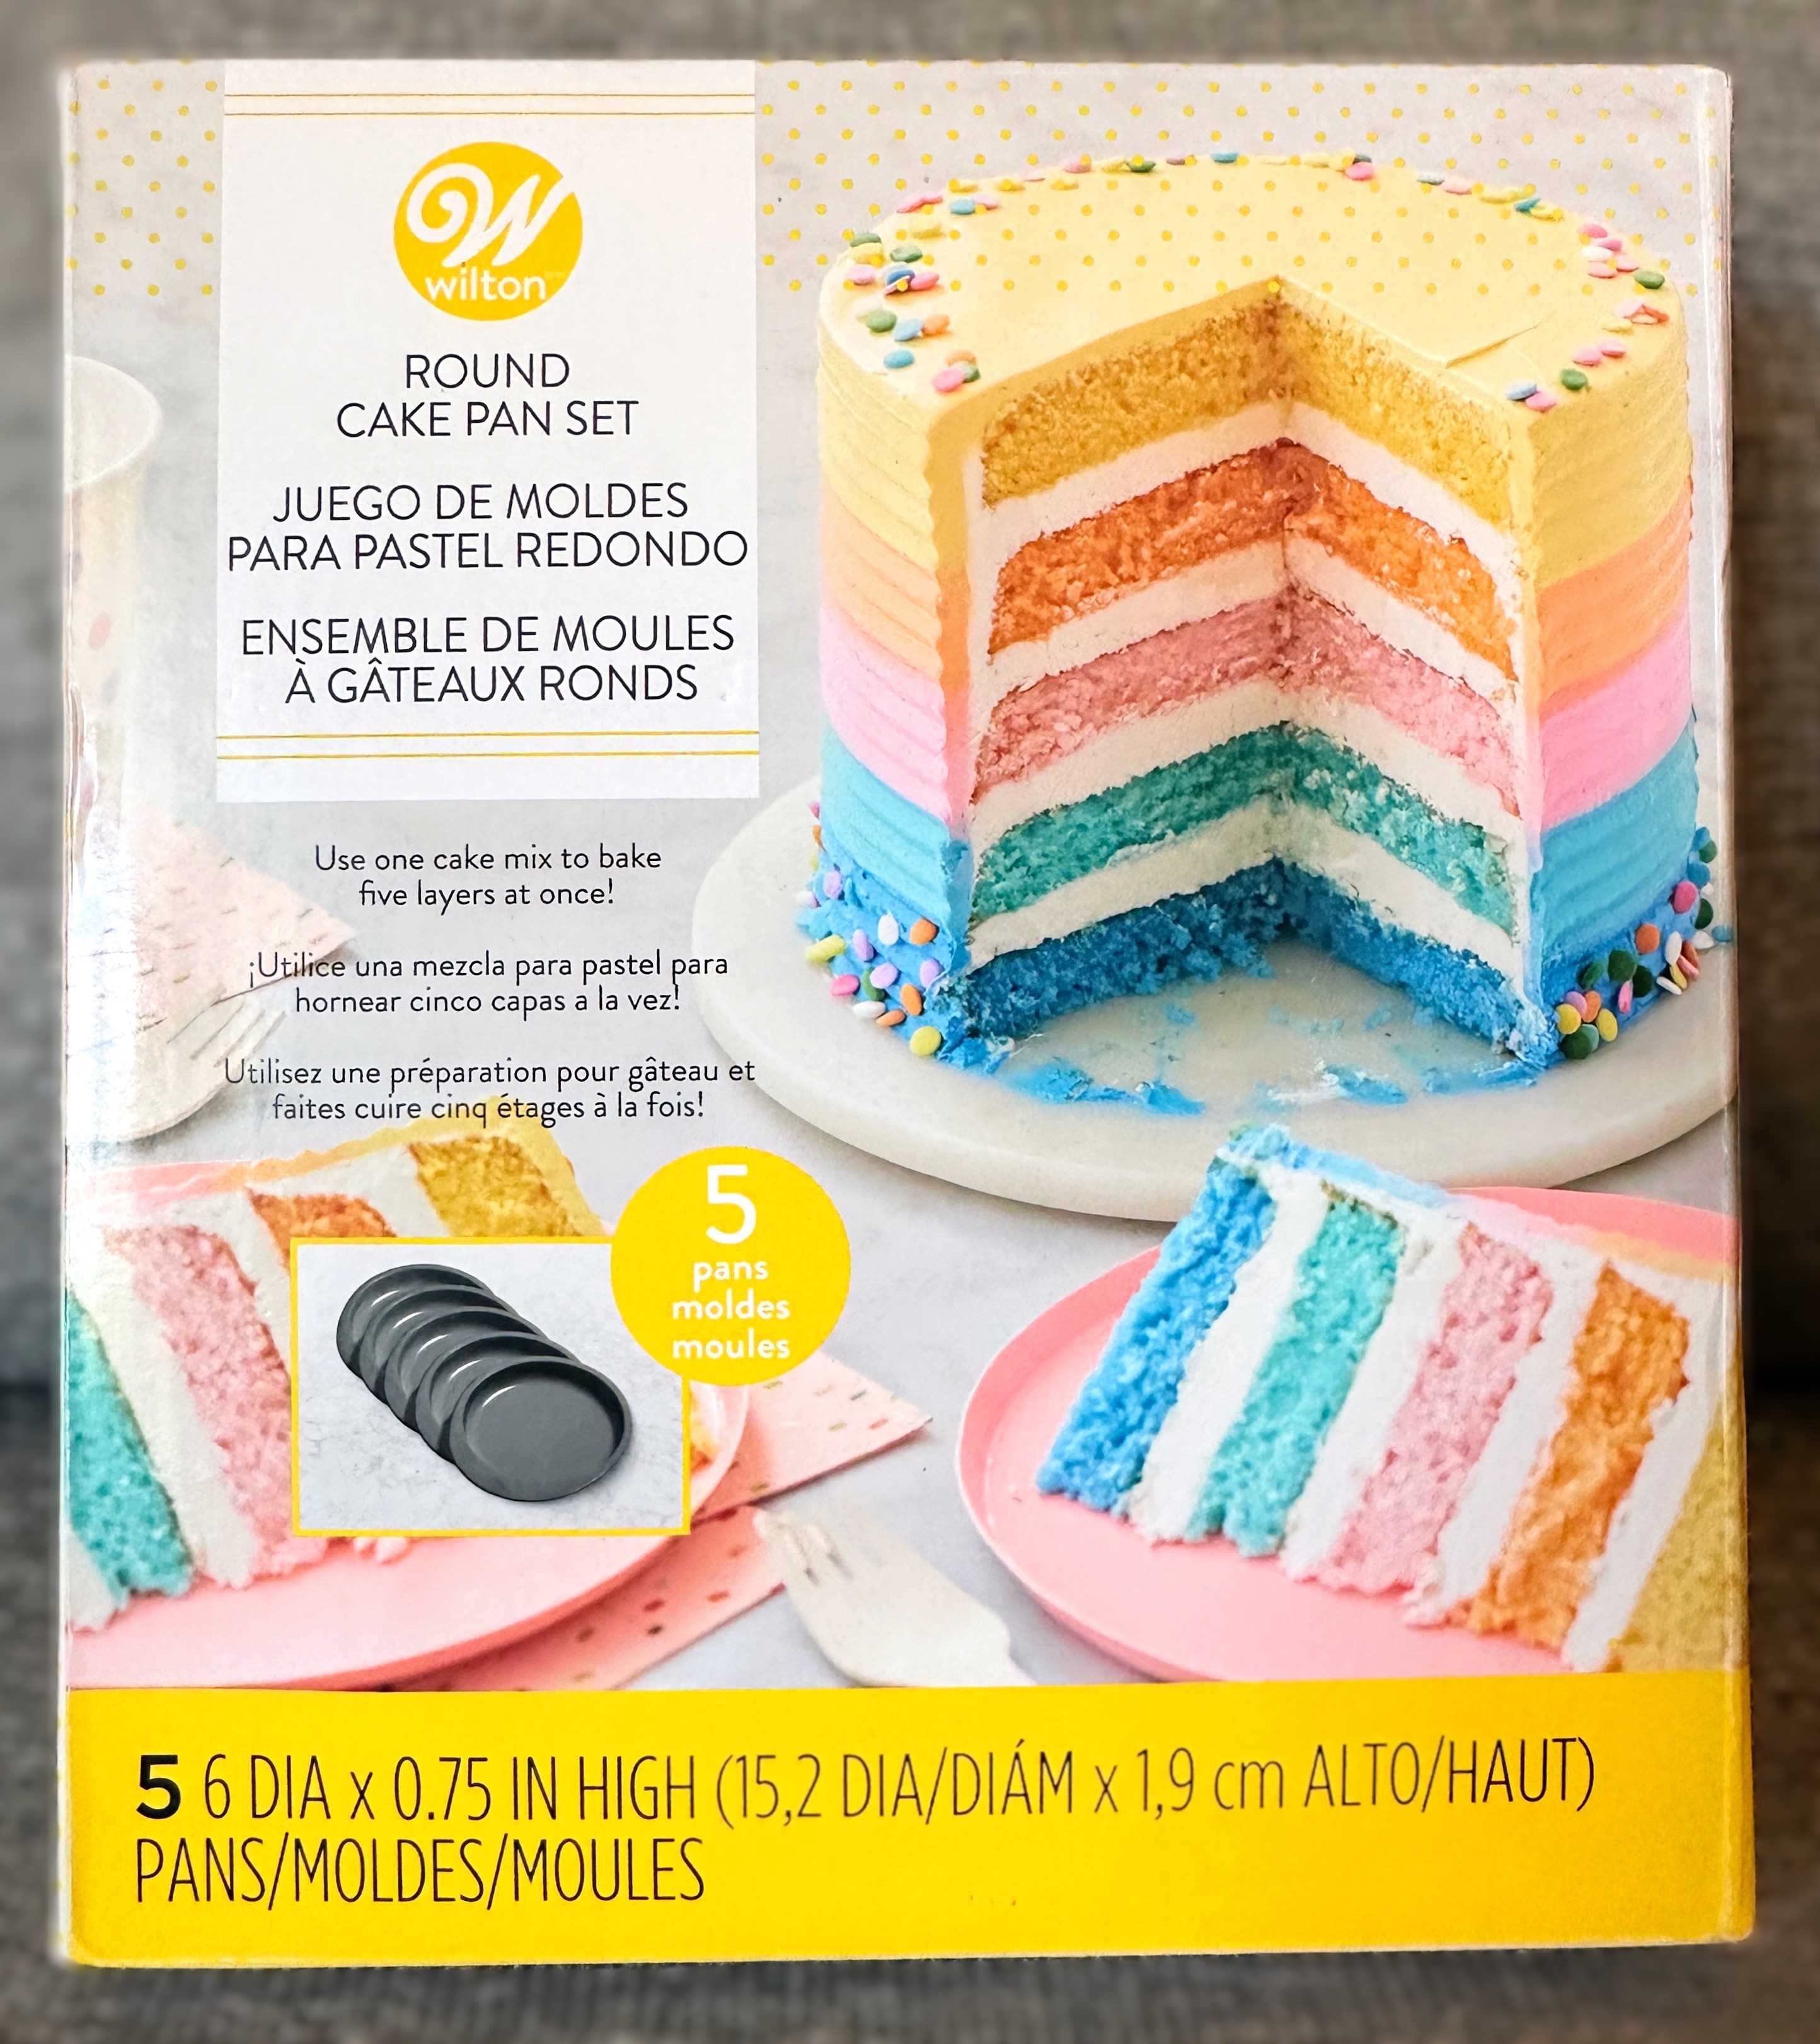 wilton
ROUND
CAKE PAN SET
JUEGO DE MOLDES
PARA PASTEL REDONDO
ENSEMBLE DE MOULES
À GÂTEAUX RONDS
Use one cake mix to bake
five layers at once!
¡Utilice una mezcla para pastel para
hornear cinco capas a la vez!
Utilisez une préparation pour gâteau et
faites cuire cinq étages à la fois!
5
pans
moldes
moules
5 6 DIA x 0.75 IN HIGH (15,2 DIA/DIÁM x 1,9 cm ALTO/HAUT)
PANS/MOLDES/MOULES